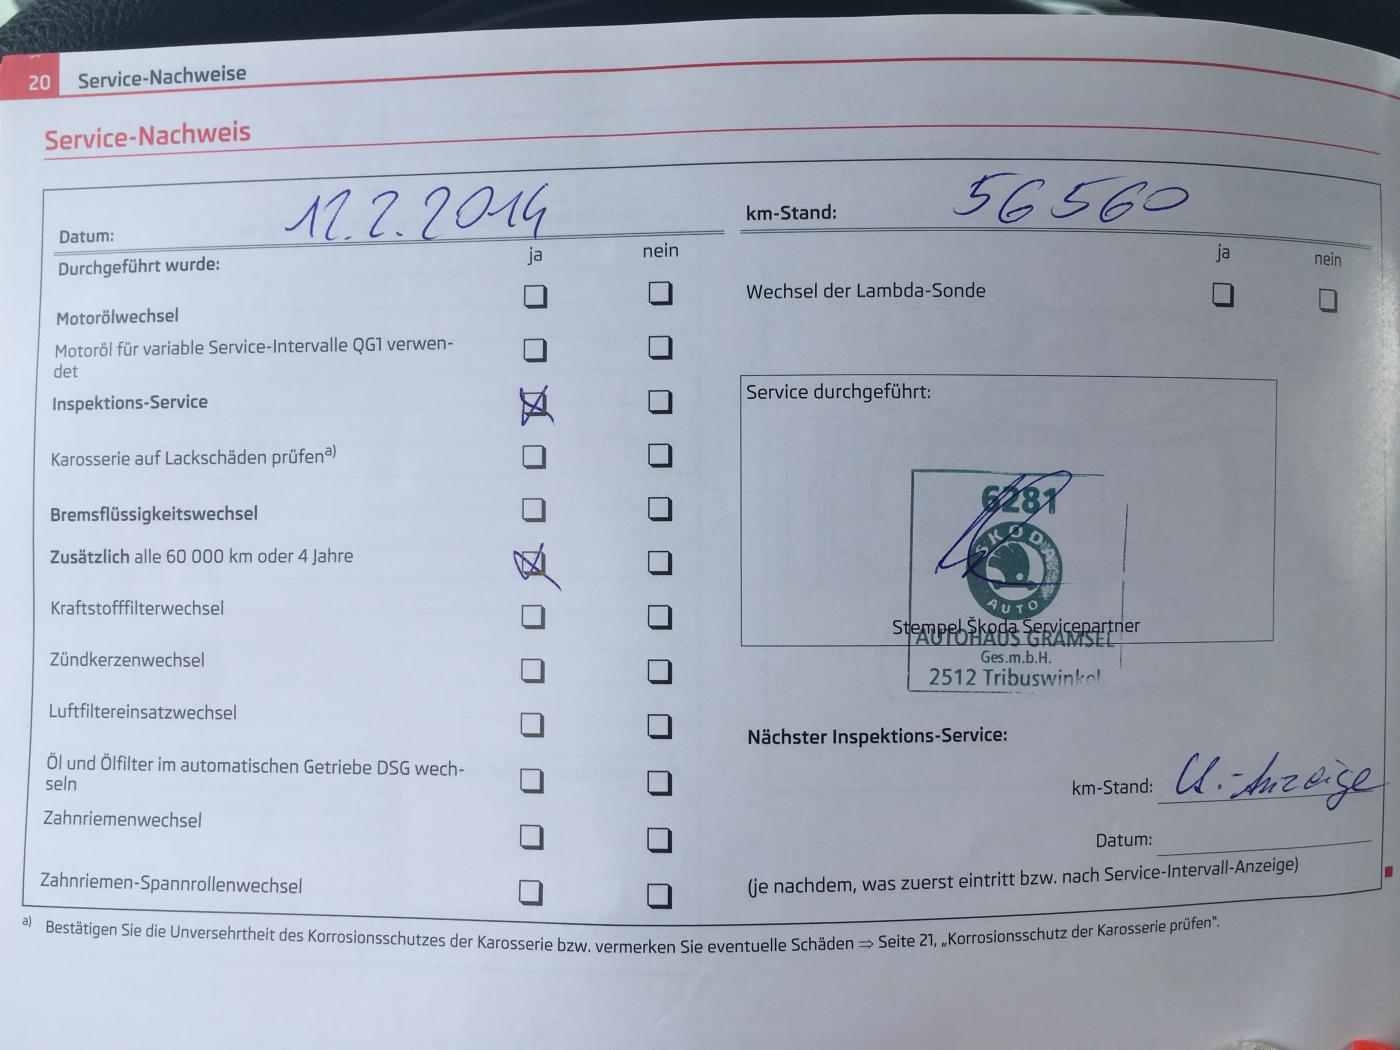 20 Service-Nachweise
Service-Nachweis
Datum: 12.2.2014
km-Stand: 56560
Durchgeführt wurde: ja nein
ja nein
Motorölwechsel
Wechsel der Lambda-Sonde
Motoröl für variable Service-Intervalle QG1 verwen-
det
Inspektions-Service
Karosserie auf Lackschäden prüfen a)
Bremsflüssigkeitswechsel
Zusätzlich alle 60 000 km oder 4 Jahre
Kraftstofffilterwechsel
Zündkerzenwechsel
Luftfiltereinsatzwechsel
Öl und Ölfilter im automatischen Getriebe DSG wech-
seln
Zahnriemenwechsel
Zahnriemen-Spannrollenwechsel
Service durchgeführt:
6281
ŠKODA
AUTO
Stempel Škoda Servicepartner
AUTOHAUS GRAMSEL
Ges.m.b.H.
2512 Tribuswinkel
Nächster Inspektions-Service:
km-Stand: lt.-Anzeige
Datum:
(je nachdem, was zuerst eintritt bzw. nach Service-Intervall-Anzeige)
a) Bestätigen Sie die Unversehrtheit des Korrosionsschutzes der Karosserie bzw. vermerken Sie eventuelle Schäden ⇒ Seite 21, „Korrosionsschutz der Karosserie prüfen".